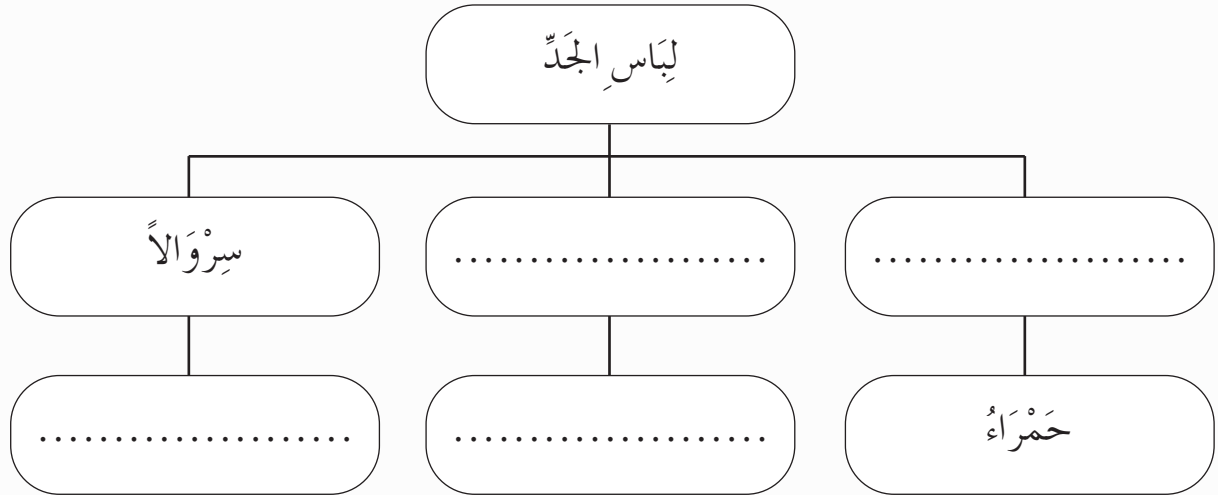 لِبَاس ِالجَدِّ
..................... ..................... سِرْوَالاً
حَمْرَاءُ ..................... .....................